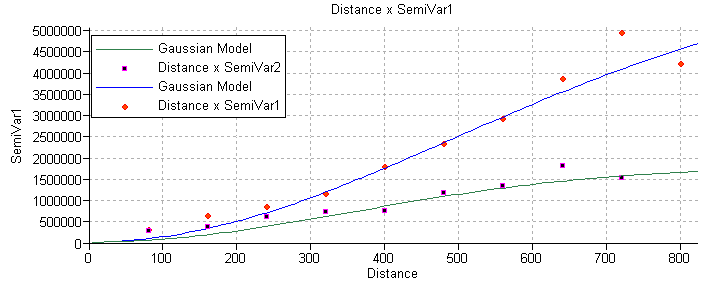 Distance x SemiVar1
5000000
4500000
4000000
3500000
3000000
2500000
2000000
1500000
1000000
500000
0
SemiVar1
Gaussian Model
Distance x SemiVar2
Gaussian Model
Distance x SemiVar1
0 100 200 300 400 500 600 700 800
Distance